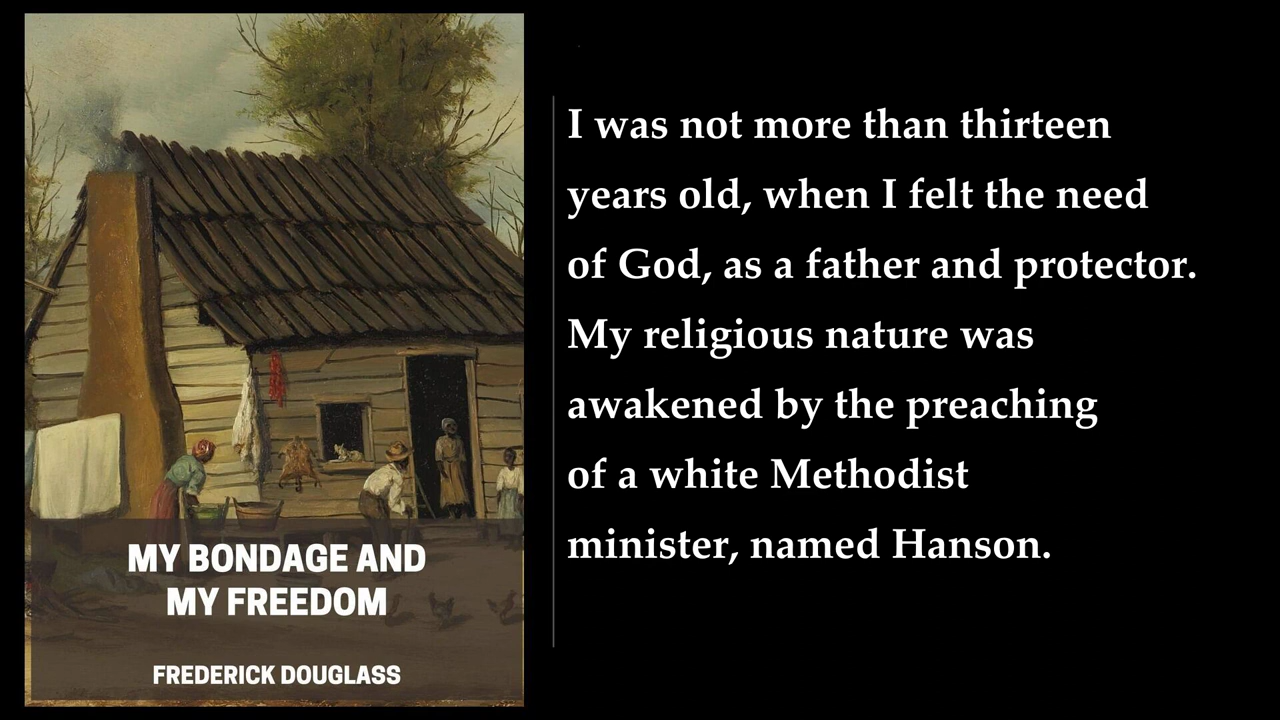 MY BONDAGE AND
MY FREEDOM
FREDERICK DOUGLASS
I was not more than thirteen
years old, when I felt the need
of God, as a father and protector.
My religious nature was
awakened by the preaching
of a white Methodist
minister, named Hanson.